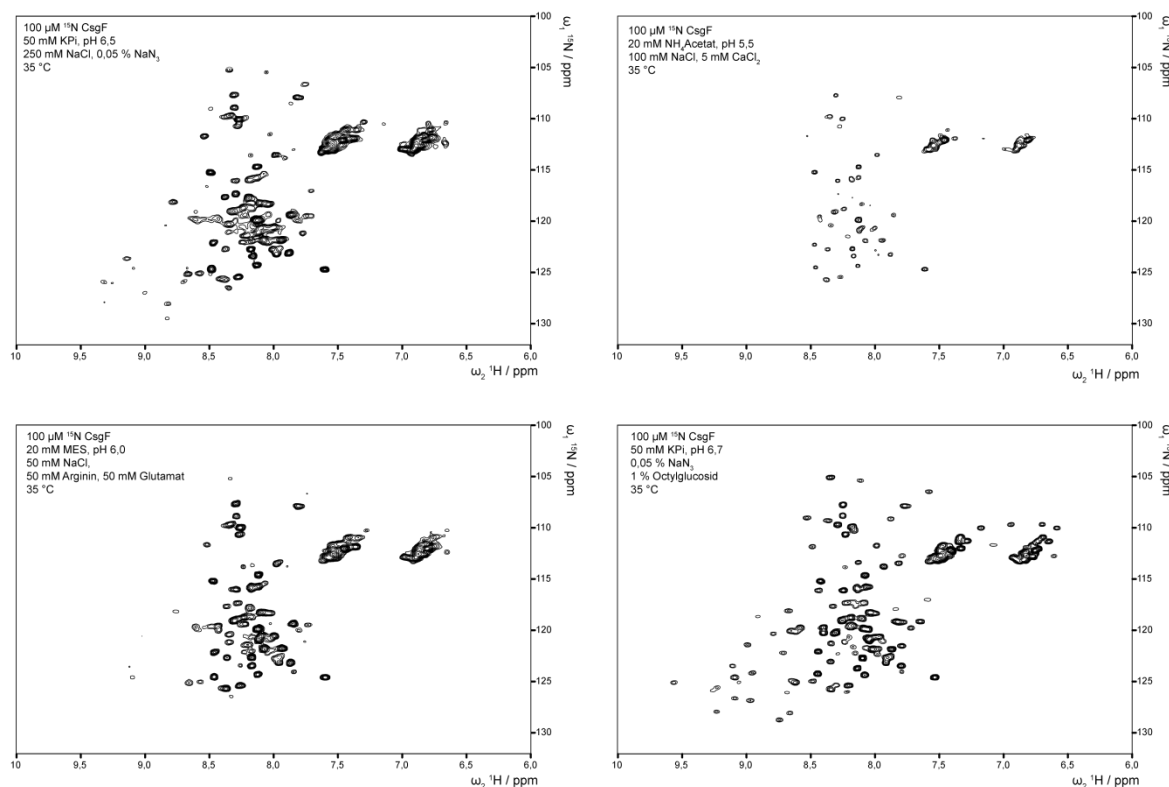 100 µM ¹⁵N CsgF
50 mM KPi, pH 6,5
250 mM NaCl, 0,05 % NaN₃
35 °C
100
105
110
115
120
125
130
ω₁ ¹⁵N / ppm
10 9,0 8,5 8,0 7,5 7,0 6,5 6,0
ω₂ ¹H / ppm
100 µM ¹⁵N CsgF
20 mM NH₄Acetat, pH 5,5
100 mM NaCl, 5 mM CaCl₂
35 °C
100
105
110
115
120
125
130
N / ppm
10 9,0 8,5 8,0 7,5 7,0 6,5 6,0
ω₂ ¹H / ppm
100 µM ¹⁵N CsgF
20 mM MES, pH 6,0
50 mM NaCl,
50 mM Arginin, 50 mM Glutamat
35 °C
100
105
110
115
120
125
130
ω₁ ¹⁵N / ppm
10 9,0 8,5 8,0 7,5 7,0 6,5 6,0
ω₂ ¹H / ppm
100 µM ¹⁵N CsgF
50 mM KPi, pH 6,7
0,05 % NaN₃
1 % Octylglucosid
35 °C
100
105
110
115
120
125
130
N / ppm
10 9,0 8,5 8,0 7,5 7,0 6,5 6,0
ω₂ ¹H / ppm